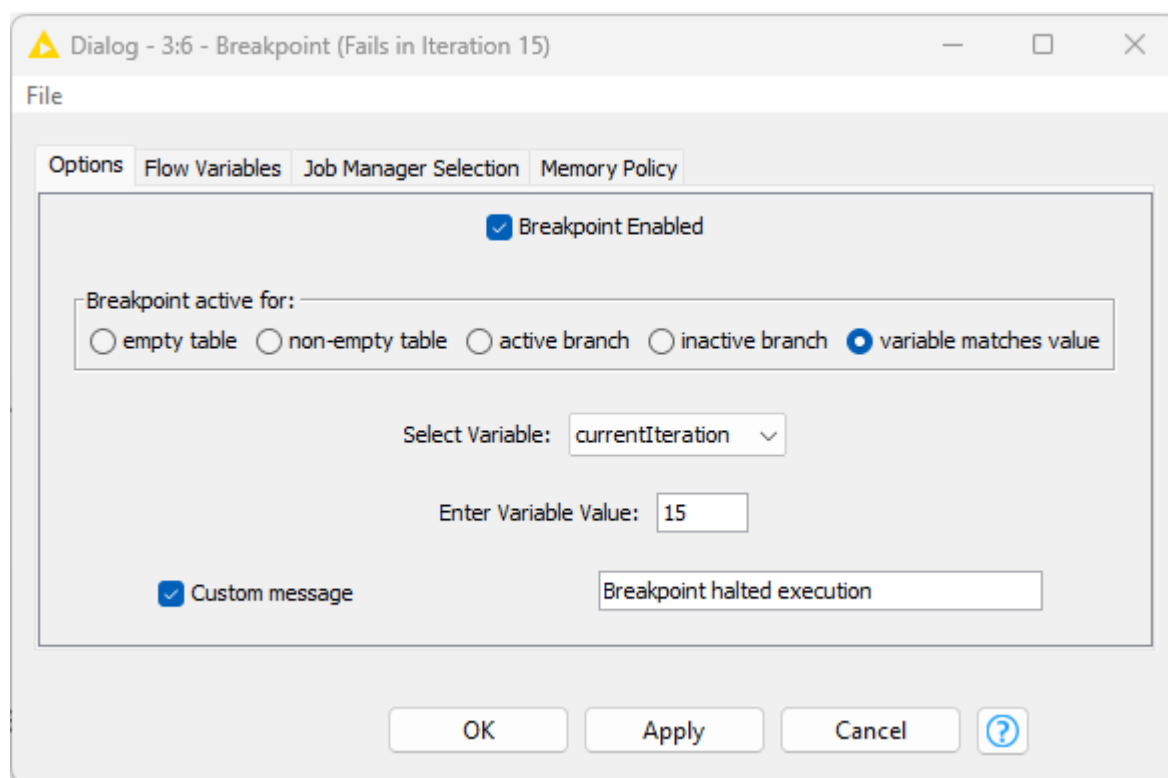 Dialog - 3:6 - Breakpoint (Fails in Iteration 15)
File
Options Flow Variables Job Manager Selection Memory Policy
Breakpoint Enabled
Breakpoint active for:
empty table non-empty table active branch inactive branch variable matches value
Select Variable: currentIteration
Enter Variable Value: 15
Custom message Breakpoint halted execution
OK Apply Cancel ?